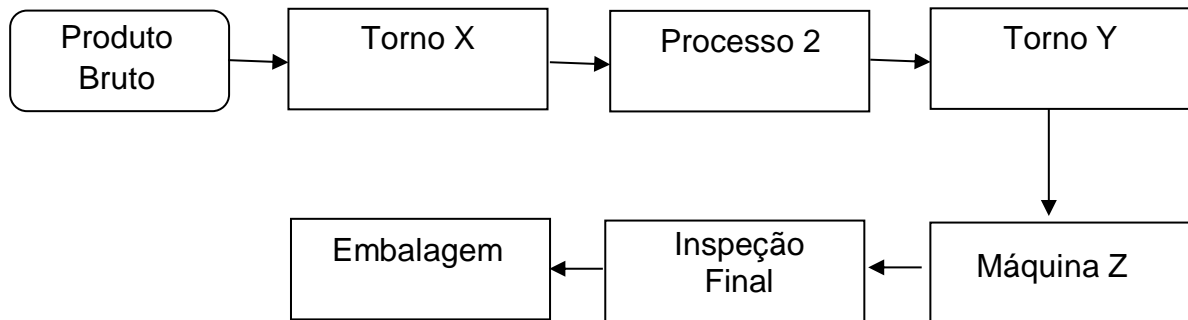 Produto
Bruto
Torno X
Processo 2
Torno Y
Máquina Z
Inspeção
Final
Embalagem